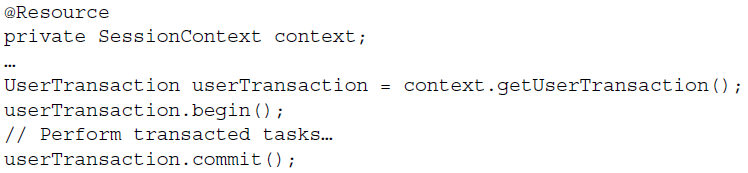 @Resource
private SessionContext context;
…
UserTransaction userTransaction = context.getUserTransaction();
userTransaction.begin();
// Perform transacted tasks…
userTransaction.commit();